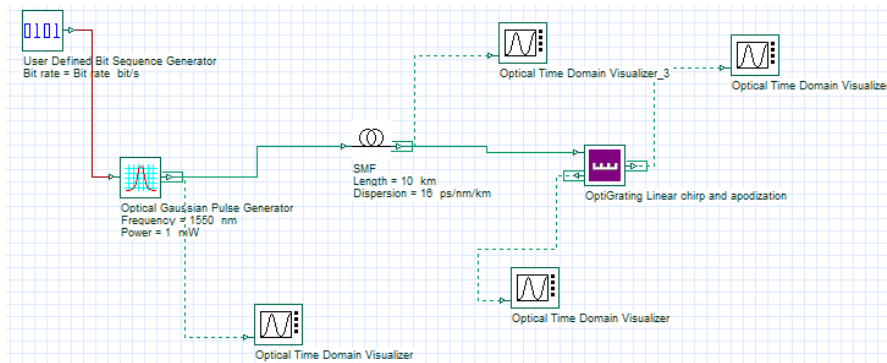 0101
User Defined Bit Sequence Generator
Bit rate = Bit rate bit/s
Optical Time Domain Visualizer_3
Optical Time Domain Visualizer
SMF
Length = 10 km
Dispersion = 16 ps/nm/km
OptiGrating Linear chirp and apodization
Optical Gaussian Pulse Generator
Frequency = 1550 nm
Power = 1 mW
Optical Time Domain Visualizer
Optical Time Domain Visualizer